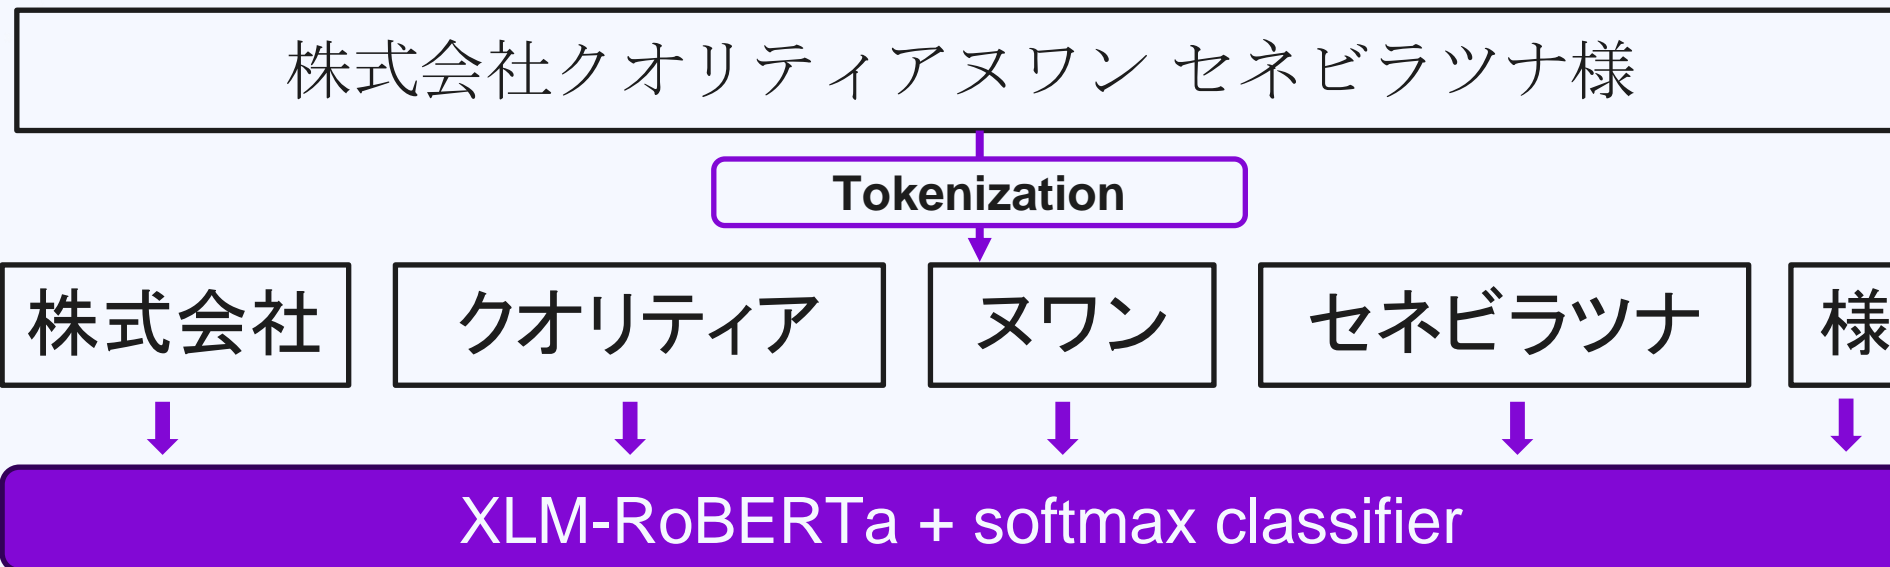 株式会社クオリティアヌワン セネビラツナ様
Tokenization
株式会社 クオリティア ヌワン セネビラツナ 様
XLM-RoBERTa + softmax classifier